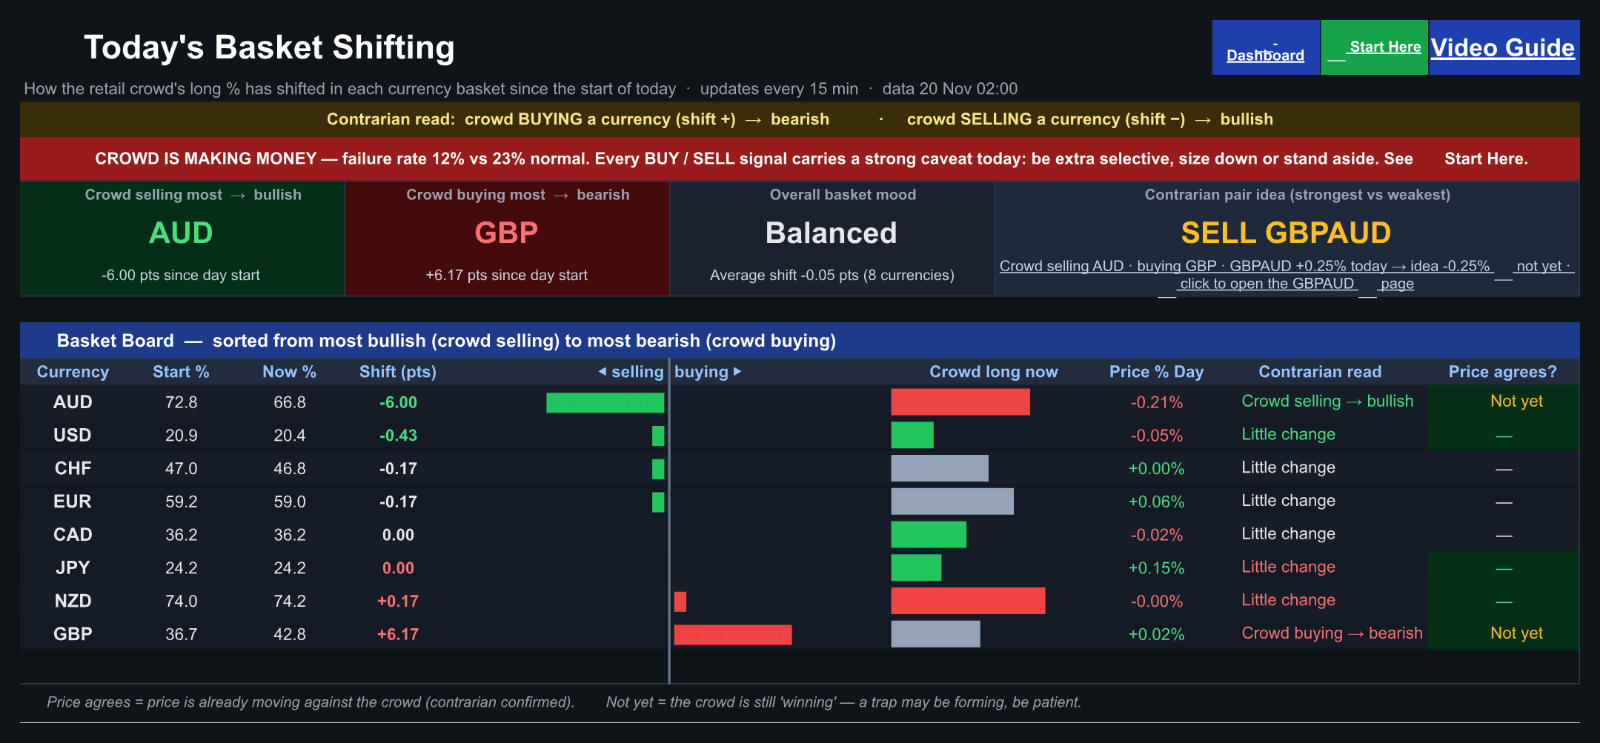 Today's Basket Shifting
Dashboard
Start Here
Video Guide
How the retail crowd's long % has shifted in each currency basket since the start of today · updates every 15 min · data 20 Nov 02:00
Contrarian read: crowd BUYING a currency (shift +) → bearish · crowd SELLING a currency (shift −) → bullish
CROWD IS MAKING MONEY — failure rate 12% vs 23% normal. Every BUY / SELL signal carries a strong caveat today: be extra selective, size down or stand aside. See Start Here.
Crowd selling most → bullish
AUD
-6.00 pts since day start
Crowd buying most → bearish
GBP
+6.17 pts since day start
Overall basket mood
Balanced
Average shift -0.05 pts (8 currencies)
Contrarian pair idea (strongest vs weakest)
SELL GBPAUD
Crowd selling AUD · buying GBP · GBPAUD +0.25% today → idea -0.25% not yet ·
click to open the GBPAUD page
Basket Board — sorted from most bullish (crowd selling) to most bearish (crowd buying)
Currency Start % Now % Shift (pts) ◄ selling buying ► Crowd long now Price % Day Contrarian read Price agrees?
AUD 72.8 66.8 -6.00 -0.21% Crowd selling → bullish Not yet
USD 20.9 20.4 -0.43 -0.05% Little change —
CHF 47.0 46.8 -0.17 +0.00% Little change —
EUR 59.2 59.0 -0.17 +0.06% Little change —
CAD 36.2 36.2 0.00 -0.02% Little change —
JPY 24.2 24.2 0.00 +0.15% Little change —
NZD 74.0 74.2 +0.17 -0.00% Little change —
GBP 36.7 42.8 +6.17 +0.02% Crowd buying → bearish Not yet
Price agrees = price is already moving against the crowd (contrarian confirmed). Not yet = the crowd is still 'winning' — a trap may be forming, be patient.